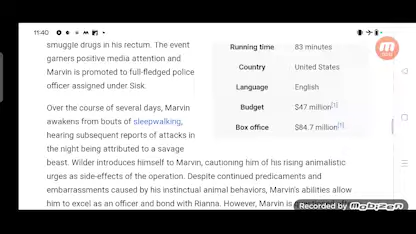 11:40
smuggle drugs in his rectum. The event
garners positive media attention and
Marvin is promoted to full-fledged police
officer assigned under Sisk.
Running time 83 minutes
Country United States
Language English
Budget $47 million[1]
Box office $84.7 million[1]
Over the course of several days, Marvin
awakens from bouts of sleepwalking,
hearing subsequent reports of attacks in
the night being attributed to a savage
beast. Wilder introduces himself to Marvin, cautioning him of his rising animalistic
urges as side-effects of the operation. Despite continued predicaments and
embarrassments caused by his instinctual animal behaviors, Marvin's abilities allow
him to excel as an officer and bond with Rianna. However, Marvin is
Recorded by Mobizen